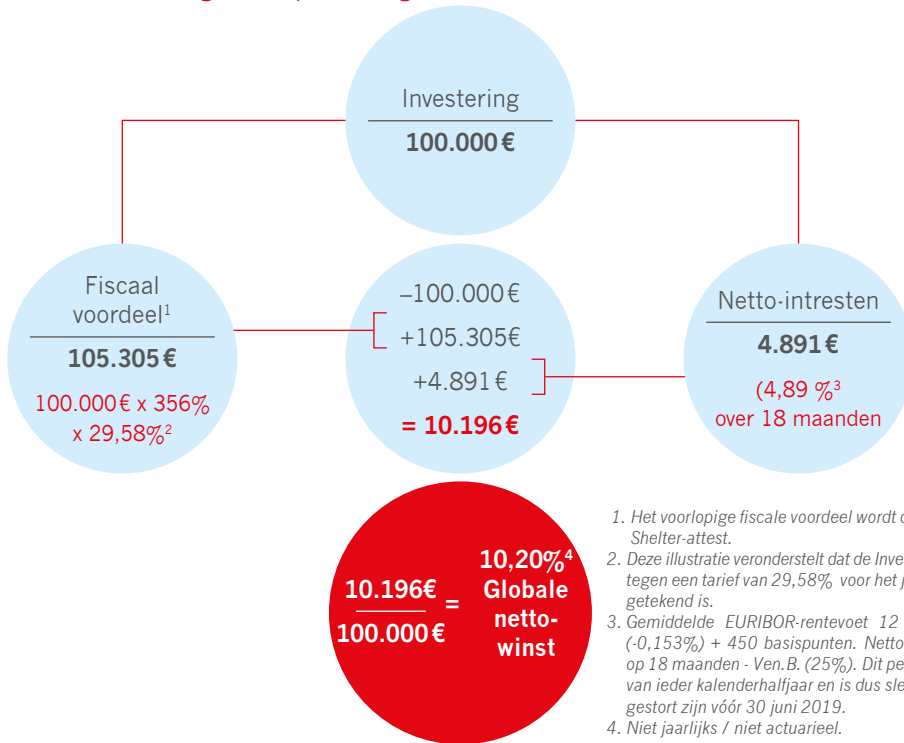 Investering
100.000 €
Fiscaal
voordeel¹
105.305 €
100.000 € x 356%
x 29,58%²
–100.000 €
+105.305€
+4.891 €
= 10.196 €
Netto-intresten
4.891 €
(4,89 %³
over 18 maanden
10.196€
100.000 €
=
10,20%⁴
Globale
netto-
winst
1. Het voorlopige fiscale voordeel wordt
Shelter-attest.
2. Deze illustratie veronderstelt dat de
tegen een tarief van 29,58% voor het
getekend is.
3. Gemiddelde EURIBOR-rentevoet 12
(-0,153%) + 450 basispunten. Netto
op 18 maanden - Ven.B. (25%). Dit
van ieder kalenderhalfjaar en is dus
gestort zijn vóór 30 juni 2019.
4. Niet jaarlijks / niet actuarieel.